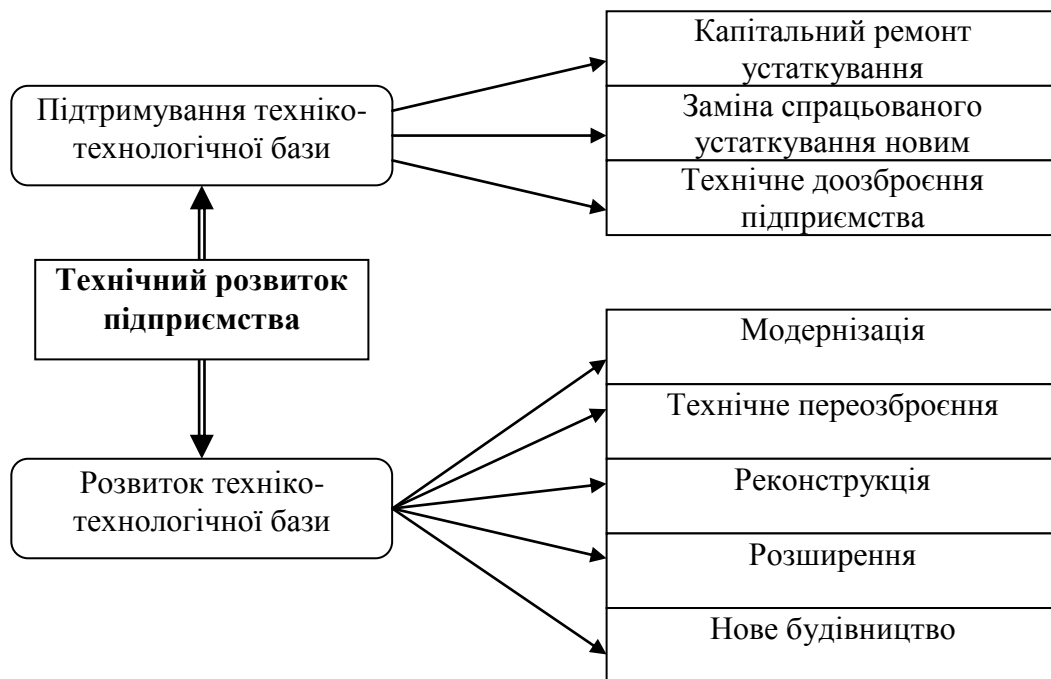 Капітальний ремонт
устаткування
Підтримування техніко-
технологічної бази
Заміна спрацьованого
устаткування новим
Технічне доозброєння
підприємства
Технічний розвиток
підприємства
Модернізація
Технічне переозброєння
Розвиток техніко-
технологічної бази
Реконструкція
Розширення
Нове будівництво